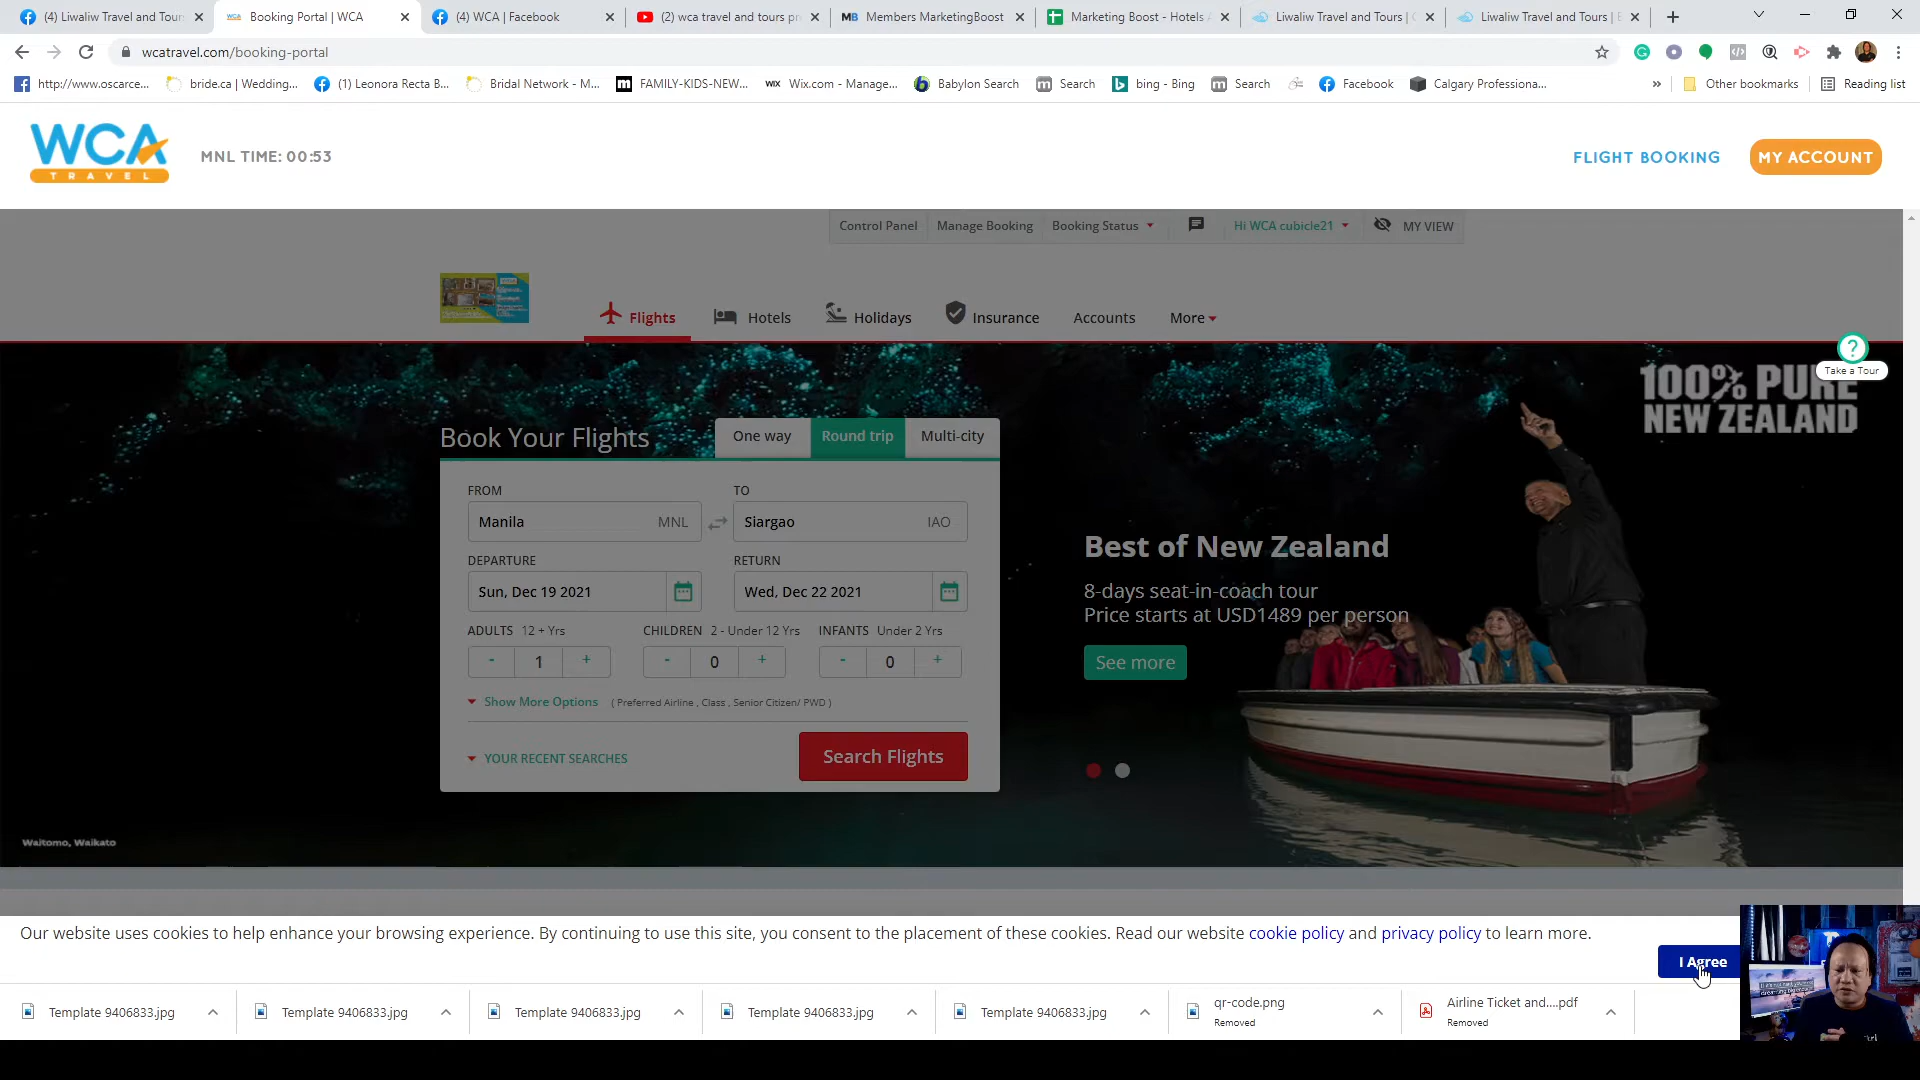 (4) Liwaliw Travel and Tour
Booking Portal | WCA
(4) WCA | Facebook
(2) wca travel and tours pr
Members MarketingBoost
Marketing Boost - Hotels
Liwaliw Travel and Tours |
Liwaliw Travel and Tours |
wcatravel.com/booking-portal
http://www.oscarce...
bride.ca | Wedding...
(1) Leonora Recta B...
Bridal Network - M...
FAMILY-KIDS-NEW...
WIX
Wix.com - Manage...
Babylon Search
Search
bing - Bing
Search
Facebook
Calgary Professiona...
»
Other bookmarks
Reading list
WCA
TRAVEL
MNL TIME: 00:53
FLIGHT BOOKING
MY ACCOUNT
Control Panel
Manage Booking
Booking Status
Hi WCA cubicle21
MY VIEW
Flights
Hotels
Holidays
Insurance
Accounts
More
?
Take a Tour
100% PURE
NEW ZEALAND
Book Your Flights
One way
Round trip
Multi-city
FROM
TO
Manila MNL
Siargao IAO
DEPARTURE
RETURN
Sun, Dec 19 2021
Wed, Dec 22 2021
ADULTS 12 + Yrs
CHILDREN 2 - Under 12 Yrs
INFANTS Under 2 Yrs
- 1 +
- 0 +
- 0 +
Show More Options ( Preferred Airline , Class , Senior Citizen/ PWD )
YOUR RECENT SEARCHES
Search Flights
Best of New Zealand
8-days seat-in-coach tour
Price starts at USD1489 per person
See more
Waitomo, Waikato
Our website uses cookies to help enhance your browsing experience. By continuing to use this site, you consent to the placement of these cookies. Read our website cookie policy and privacy policy to learn more.
I Agree
Template 9406833.jpg
Template 9406833.jpg
Template 9406833.jpg
Template 9406833.jpg
Template 9406833.jpg
qr-code.png
Removed
Airline Ticket and....pdf
Removed